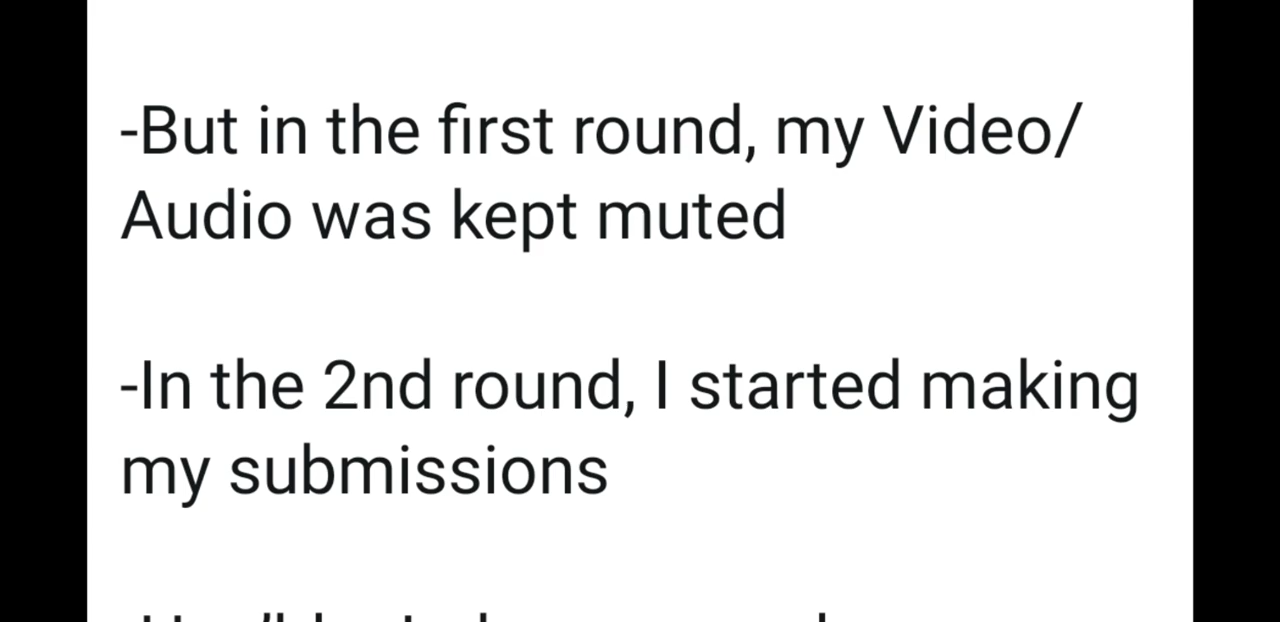 -But in the first round, my Video/
Audio was kept muted
-In the 2nd round, I started making
my submissions